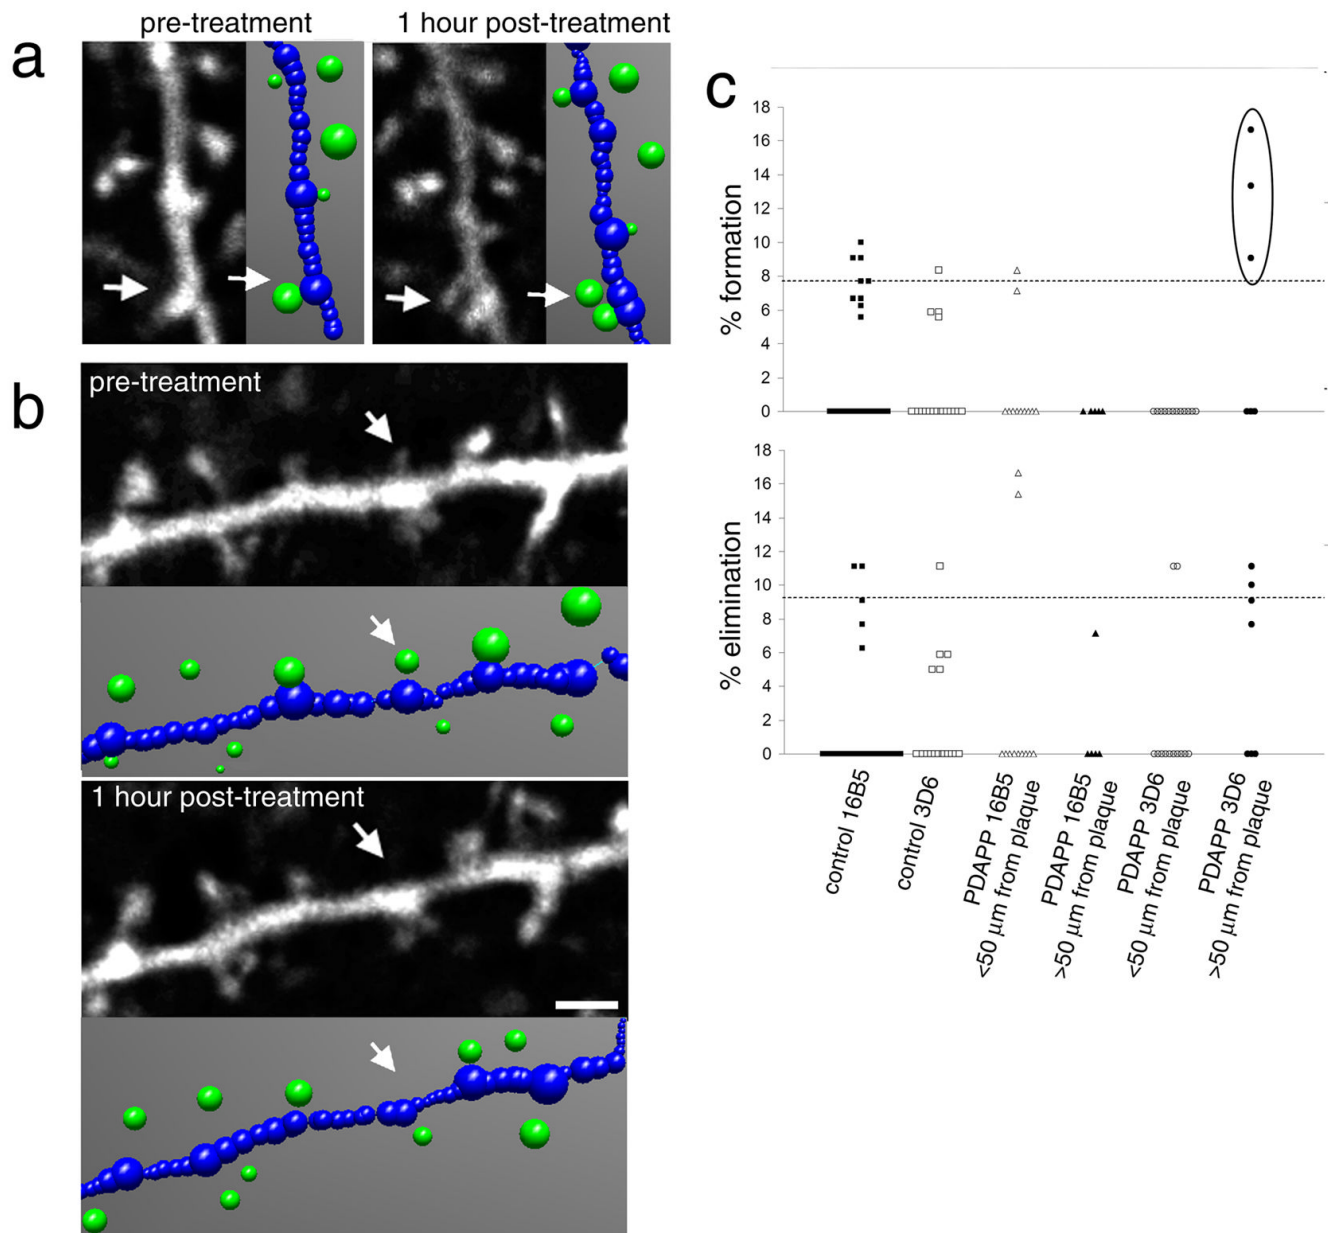 a
pre-treatment
1 hour post-treatment
b
pre-treatment
1 hour post-treatment
c
% formation
18
16
14
12
10
8
6
4
2
0
% elimination
18
16
14
12
10
8
6
4
2
0
control 16B5
control 3D6
PDAPP 16B5
<50 µm from plaque
PDAPP 16B5
>50 µm from plaque
PDAPP 3D6
<50 µm from plaque
PDAPP 3D6
>50 µm from plaque